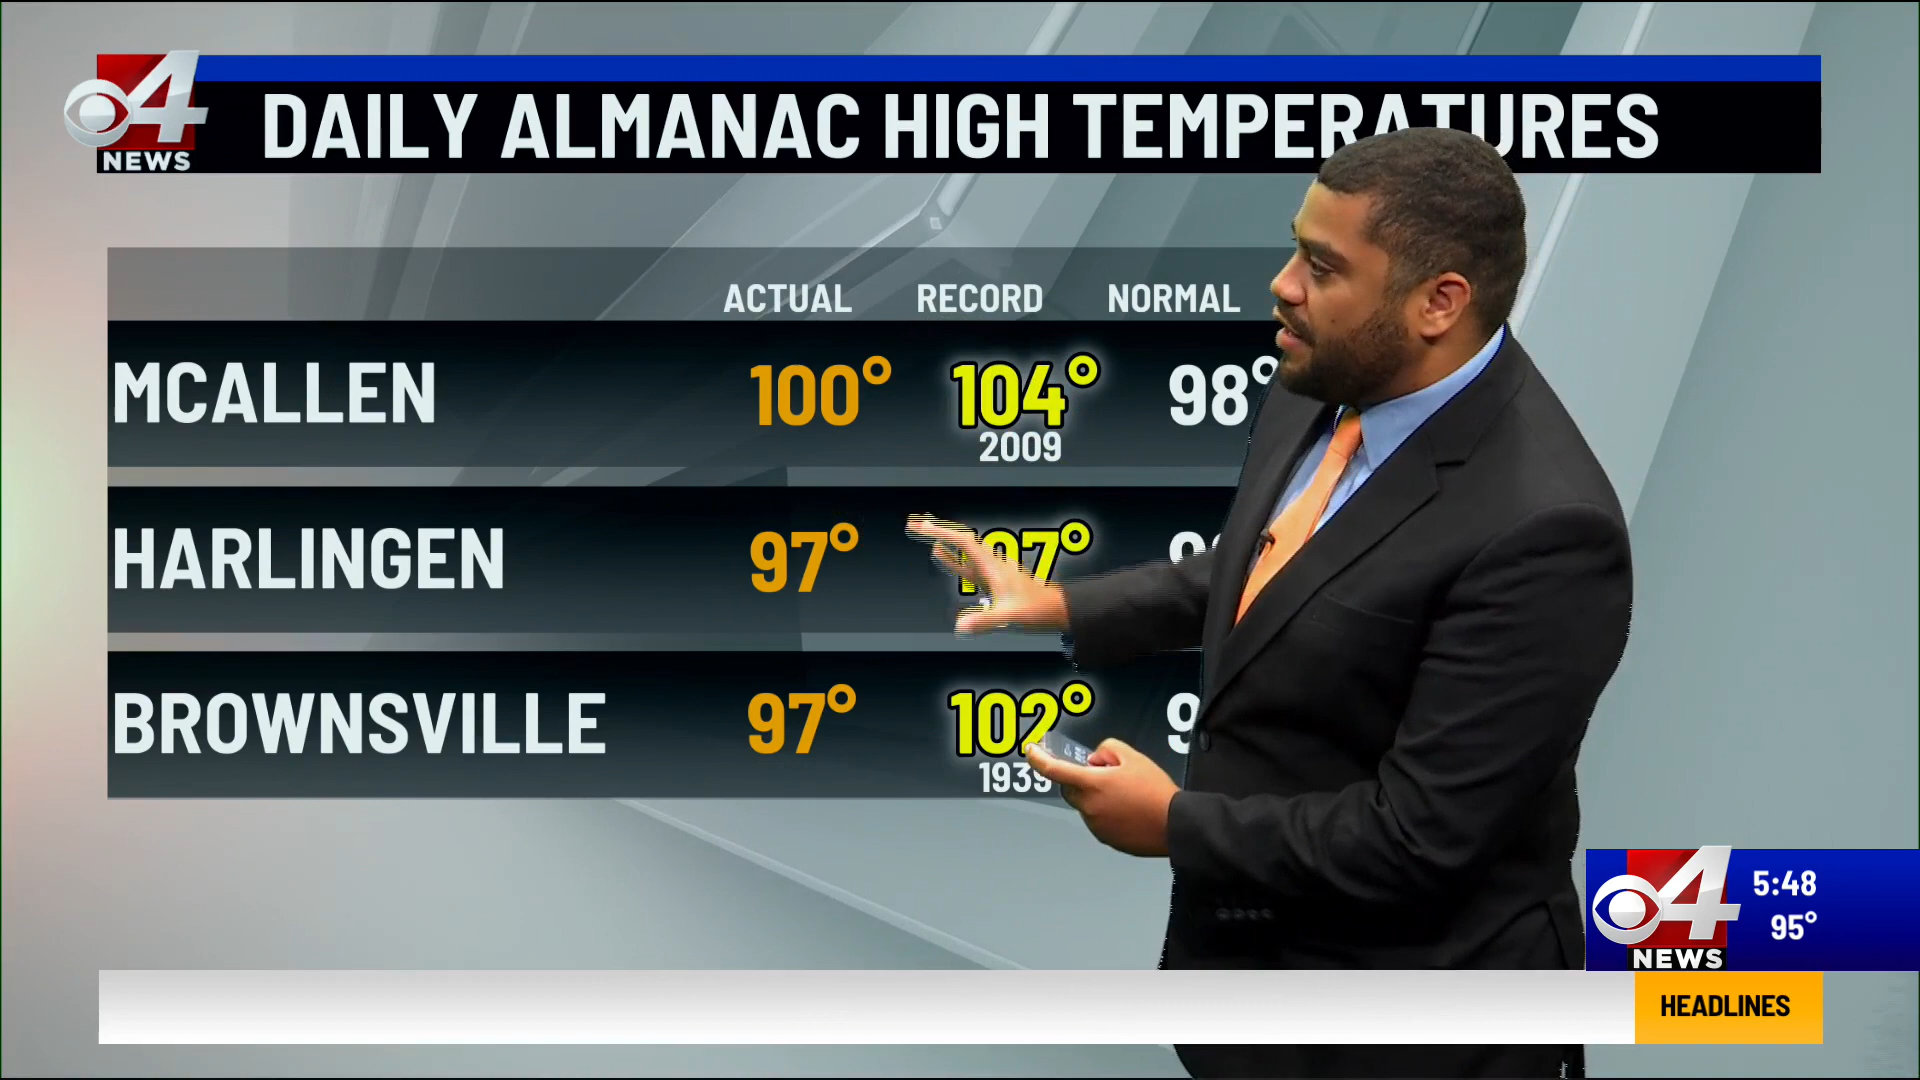 4
NEWS
DAILY ALMANAC HIGH TEMPERATURES
ACTUAL RECORD NORMAL
MCALLEN 100° 104° 98°
2009
HARLINGEN 97°
BROWNSVILLE 97° 102°
1939
4
NEWS
5:48
95°
HEADLINES